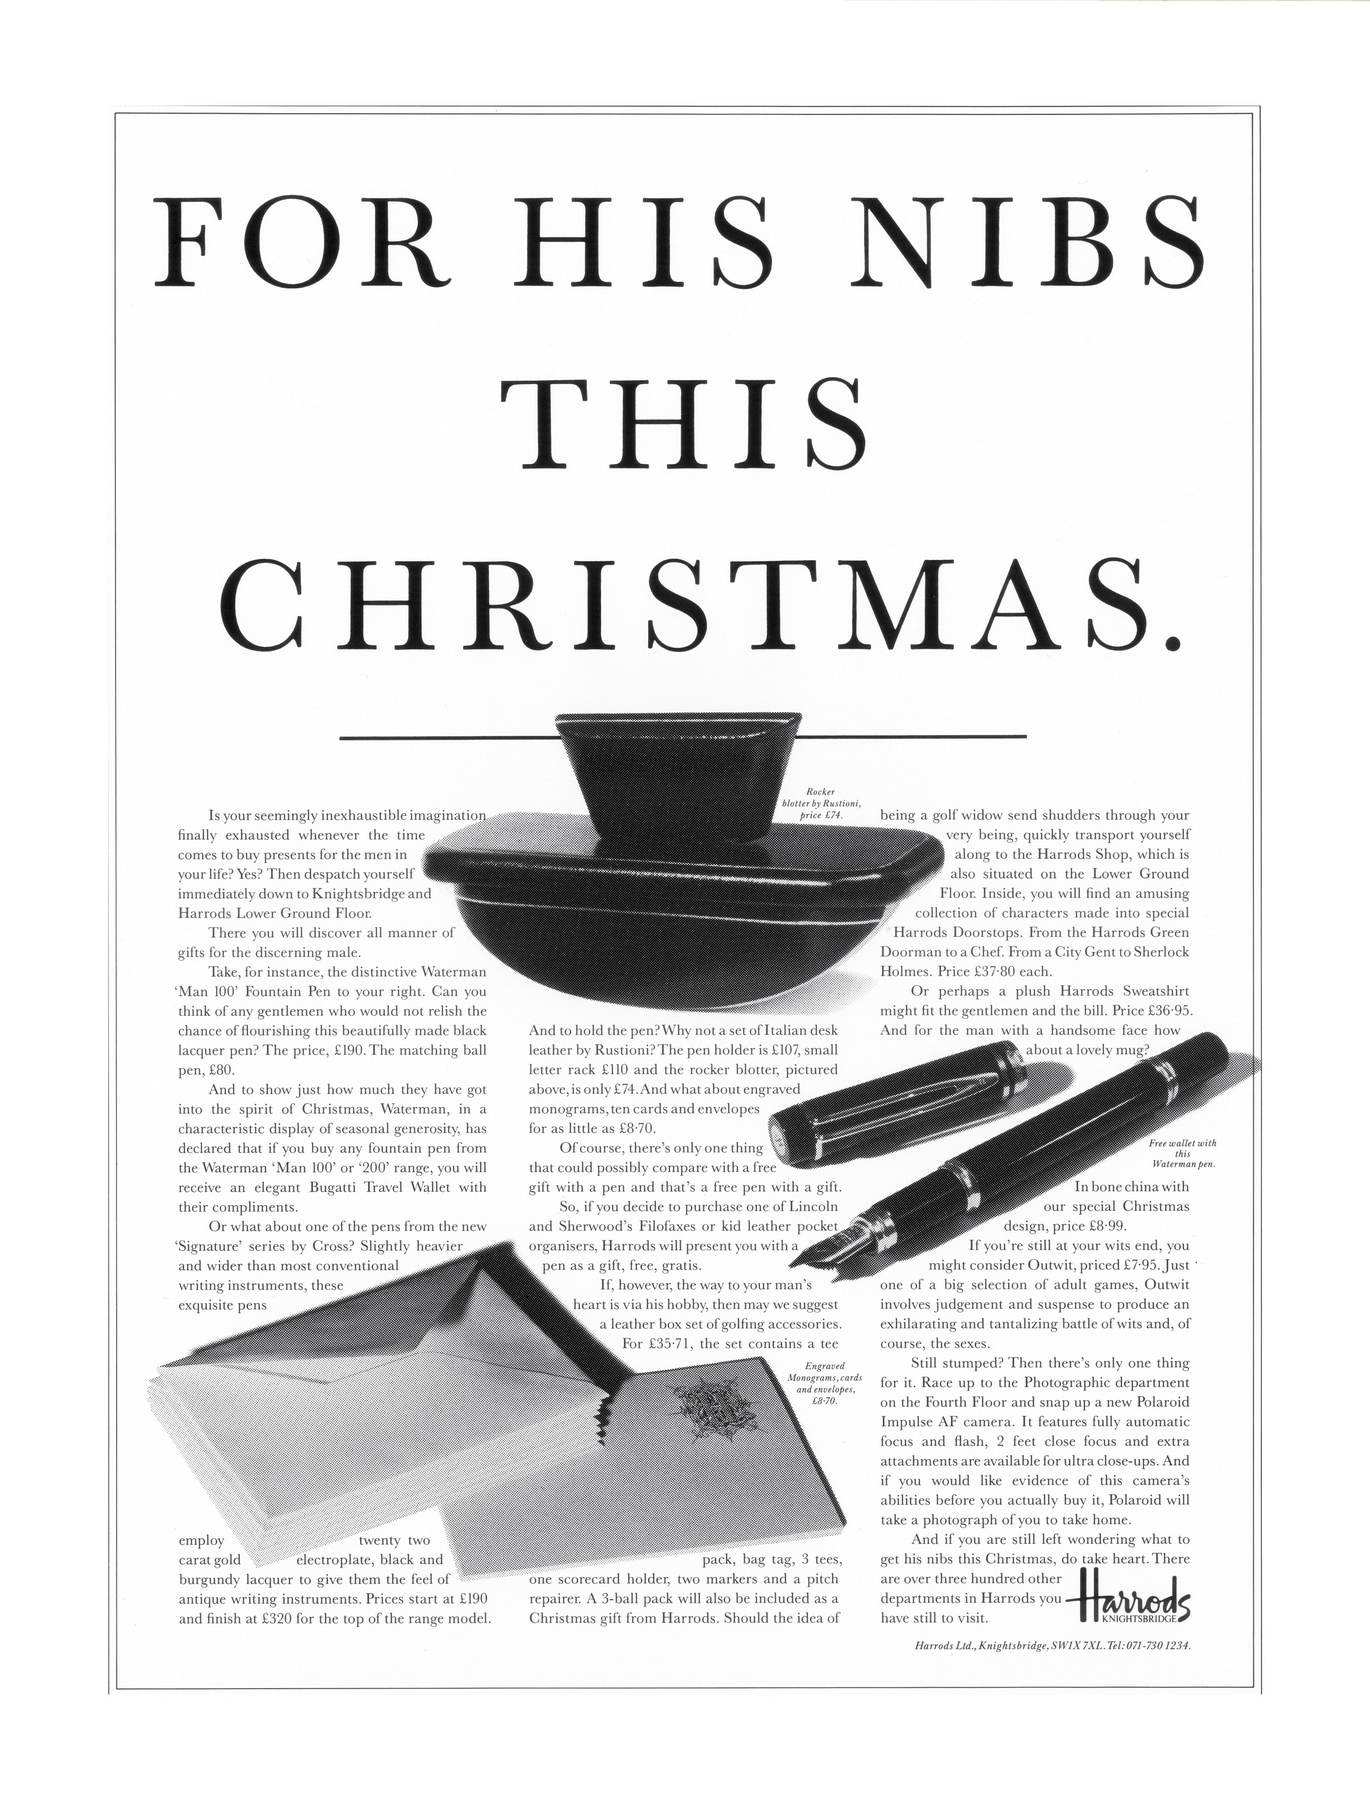 FOR HIS NIBS
THIS
CHRISTMAS.
Rocker
blotter by Rustioni,
price £74.
Is your seemingly inexhaustible imagination
finally exhausted whenever the time
comes to buy presents for the men in
your life? Yes? Then despatch yourself
immediately down to Knightsbridge and
Harrods Lower Ground Floor.
There you will discover all manner of
gifts for the discerning male.
Take, for instance, the distinctive Waterman
‘Man 100’ Fountain Pen to your right. Can you
think of any gentlemen who would not relish the
chance of flourishing this beautifully made black
lacquer pen? The price, £190. The matching ball
pen, £80.
And to show just how much they have got
into the spirit of Christmas, Waterman, in a
characteristic display of seasonal generosity, has
declared that if you buy any fountain pen from
the Waterman ‘Man 100’ or ‘200’ range, you will
receive an elegant Bugatti Travel Wallet with
their compliments.
Or what about one of the pens from the new
‘Signature’ series by Cross? Slightly heavier
and wider than most conventional
writing instruments, these
exquisite pens
employ twenty two
carat gold electroplate, black and
burgundy lacquer to give them the feel of
antique writing instruments. Prices start at £190
and finish at £320 for the top of the range model.
And to hold the pen? Why not a set of Italian desk
leather by Rustioni? The pen holder is £107, small
letter rack £110 and the rocker blotter, pictured
above, is only £74. And what about engraved
monograms, ten cards and envelopes
for as little as £8·70.
Of course, there’s only one thing
that could possibly compare with a free
gift with a pen and that’s a free pen with a gift.
So, if you decide to purchase one of Lincoln
and Sherwood’s Filofaxes or kid leather pocket
organisers, Harrods will present you with a
pen as a gift, free, gratis.
If, however, the way to your man’s
heart is via his hobby, then may we suggest
a leather box set of golfing accessories.
For £35·71, the set contains a tee
Engraved
Monograms, cards
and envelopes,
£8·70.
pack, bag tag, 3 tees,
one scorecard holder, two markers and a pitch
repairer. A 3-ball pack will also be included as a
Christmas gift from Harrods. Should the idea of
being a golf widow send shudders through your
very being, quickly transport yourself
along to the Harrods Shop, which is
also situated on the Lower Ground
Floor. Inside, you will find an amusing
collection of characters made into special
Harrods Doorstops. From the Harrods Green
Doorman to a Chef. From a City Gent to Sherlock
Holmes. Price £37·80 each.
Or perhaps a plush Harrods Sweatshirt
might fit the gentlemen and the bill. Price £36·95.
And for the man with a handsome face how
about a lovely mug?
Free wallet with
this
Waterman pen.
In bone china with
our special Christmas
design, price £8·99.
If you’re still at your wits end, you
might consider Outwit, priced £7·95. Just
one of a big selection of adult games, Outwit
involves judgement and suspense to produce an
exhilarating and tantalizing battle of wits and, of
course, the sexes.
Still stumped? Then there’s only one thing
for it. Race up to the Photographic department
on the Fourth Floor and snap up a new Polaroid
Impulse AF camera. It features fully automatic
focus and flash, 2 feet close focus and extra
attachments are available for ultra close-ups. And
if you would like evidence of this camera’s
abilities before you actually buy it, Polaroid will
take a photograph of you to take home.
And if you are still left wondering what to
get his nibs this Christmas, do take heart. There
are over three hundred other
departments in Harrods you
have still to visit.
Harrods
KNIGHTSBRIDGE
Harrods Ltd., Knightsbridge, SW1X 7XL. Tel: 071-730 1234.